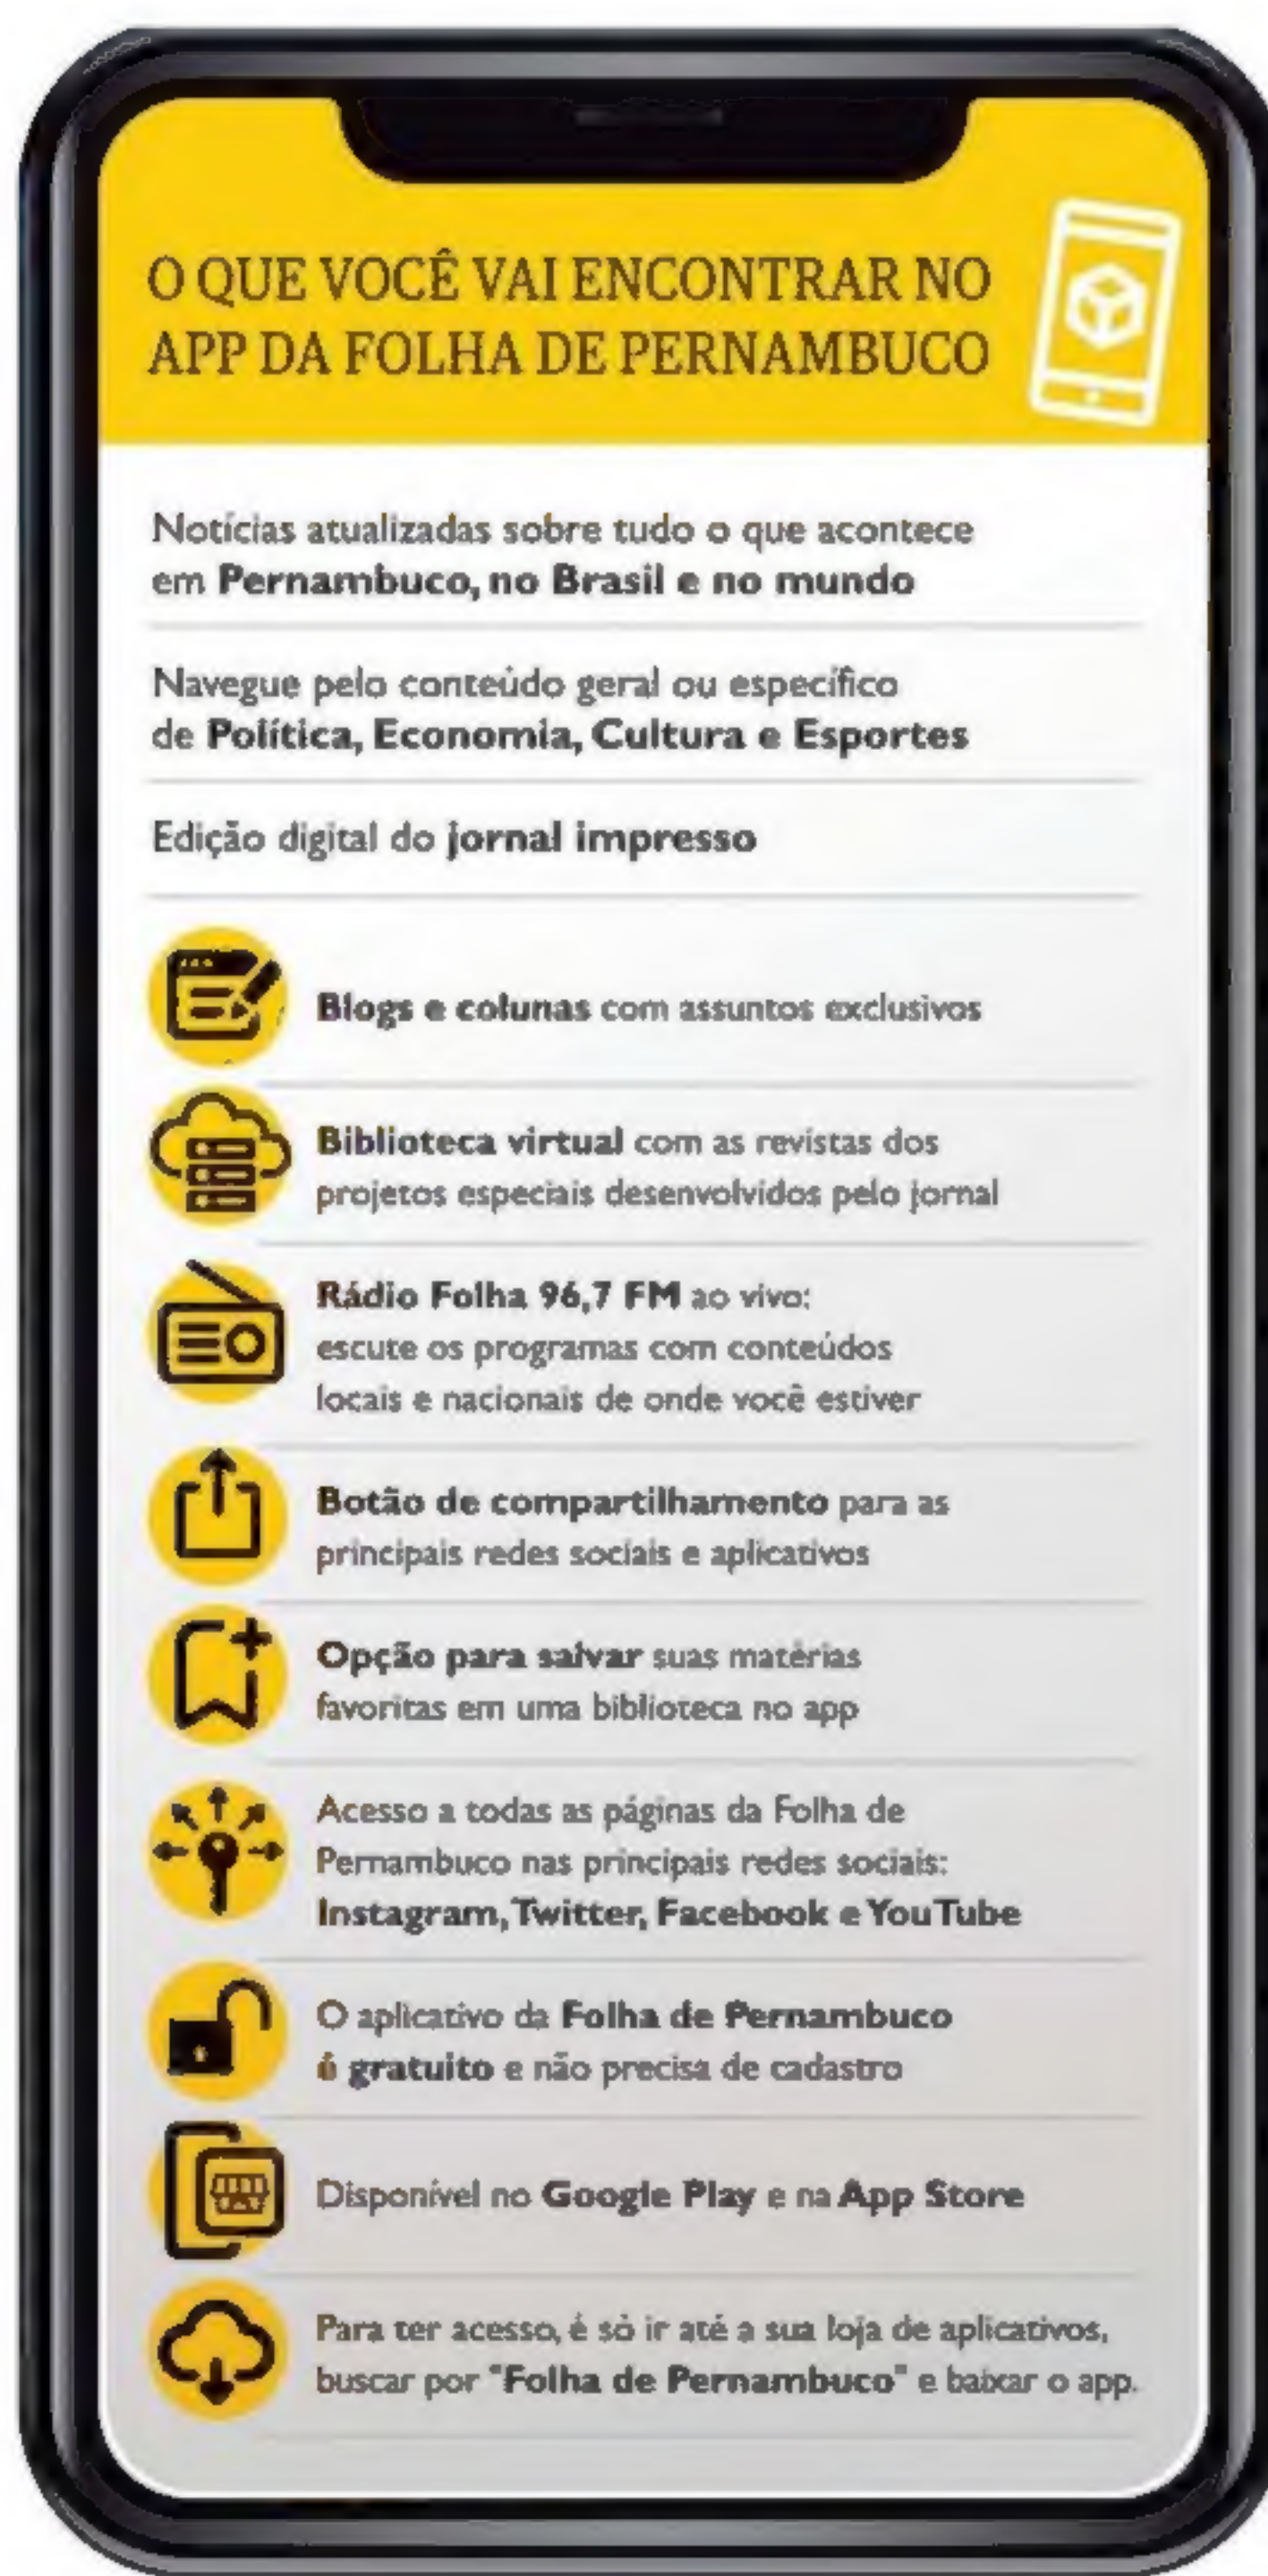 O QUE VOCÊ VAI ENCONTRAR NO
APP DA FOLHA DE PERNAMBUCO
Notícias atualizadas sobre tudo o que acontece
em Pernambuco, no Brasil e no mundo
Navegue pelo conteúdo geral ou específico
de Política, Economia, Cultura e Esportes
Edição digital do jornal impresso
Blogs e colunas com assuntos exclusivos
Biblioteca virtual com as revistas dos
projetos especiais desenvolvidos pelo jornal
Rádio Folha 96,7 FM ao vivo:
escute os programas com conteúdos
locais e nacionais de onde você estiver
Botão de compartilhamento para as
principais redes sociais e aplicativos
Opção para salvar suas matérias
favoritas em uma biblioteca no app
Acesso a todas as páginas da Folha de
Pernambuco nas principais redes sociais:
Instagram, Twitter, Facebook e YouTube
O aplicativo da Folha de Pernambuco
é gratuito e não precisa de cadastro
Disponível no Google Play e na App Store
Para ter acesso, é só ir até a sua loja de aplicativos,
buscar por "Folha de Pernambuco" e baixar o app.